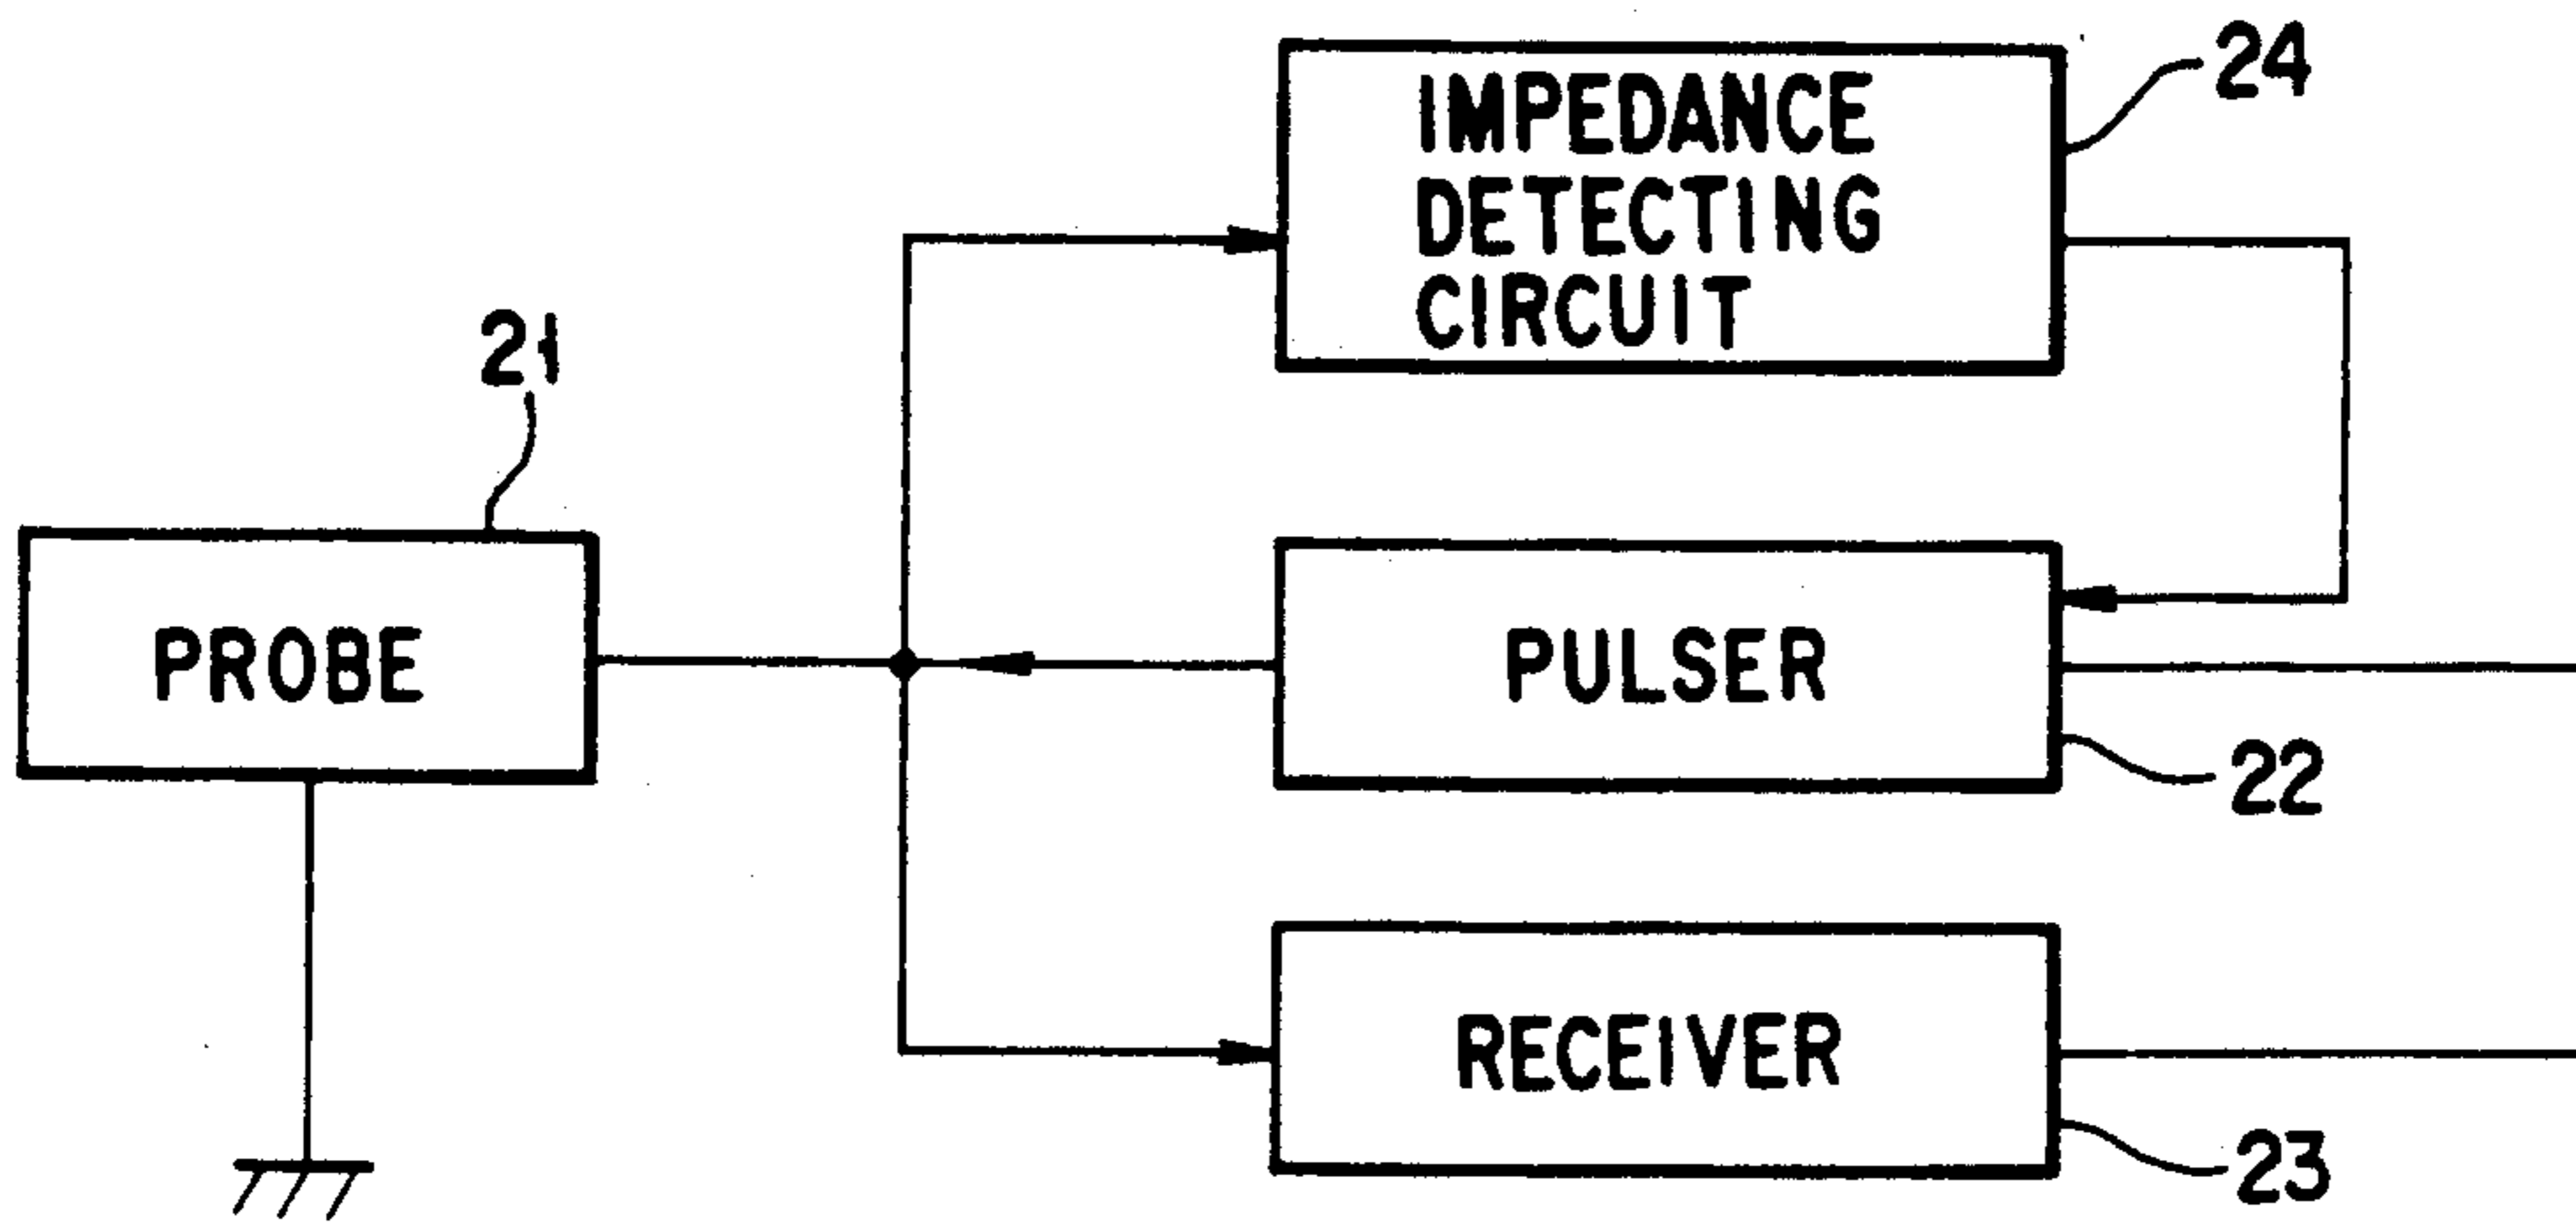 24
IMPEDANCE
DETECTING
CIRCUIT
21
PROBE
PULSER
22
RECEIVER
23